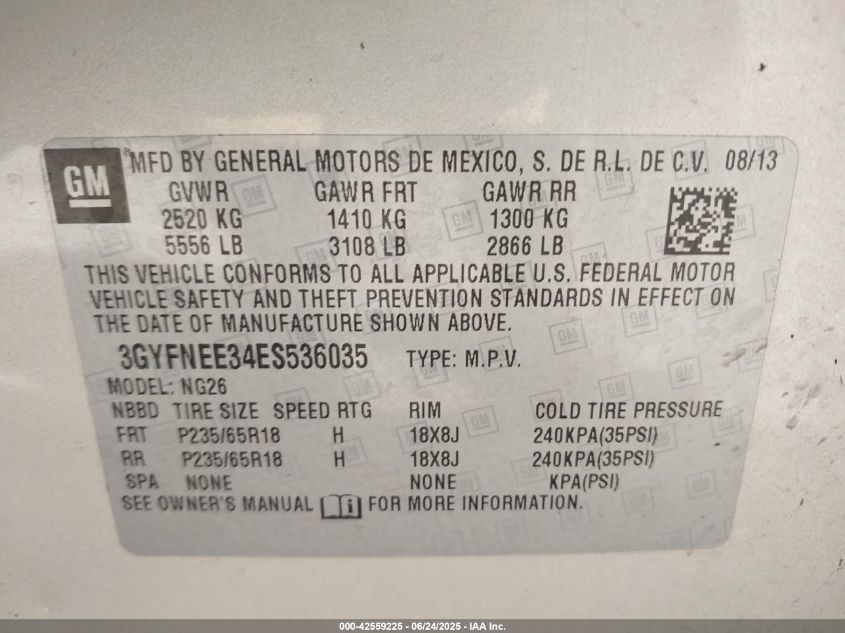 GM
® MFD BY GENERAL MOTORS DE MEXICO, S. DE R.L. DE C.V. 08/13
GVWR GAWR FRT GAWR RR
2520 KG 1410 KG 1300 KG
5556 LB 3108 LB 2866 LB
THIS VEHICLE CONFORMS TO ALL APPLICABLE U.S. FEDERAL MOTOR
VEHICLE SAFETY AND THEFT PREVENTION STANDARDS IN EFFECT ON
THE DATE OF MANUFACTURE SHOWN ABOVE.
3GYFNEE34ES536035 TYPE: M.P.V.
MODEL: NG26
NBBD TIRE SIZE SPEED RTG RIM COLD TIRE PRESSURE
FRT P235/65R18 H 18X8J 240KPA(35PSI)
RR P235/65R18 H 18X8J 240KPA(35PSI)
SPA NONE NONE KPA(PSI)
SEE OWNER'S MANUAL i FOR MORE INFORMATION.
000-42559225 - 06/24/2025 - IAA Inc.